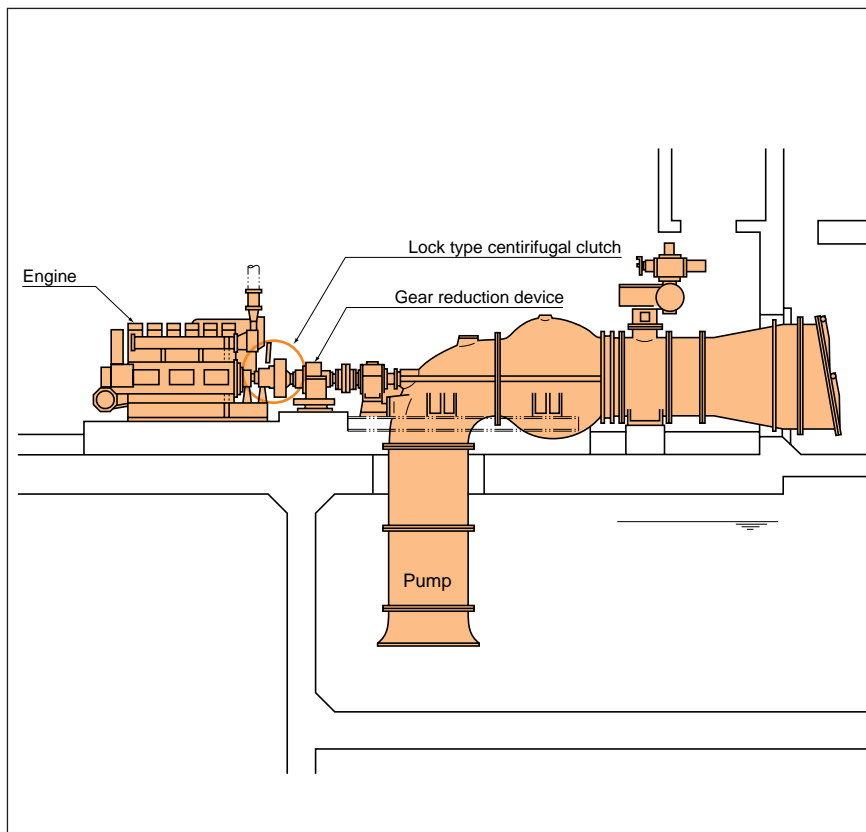 Lock type centirifugal clutch
Engine
Gear reduction device
Pump